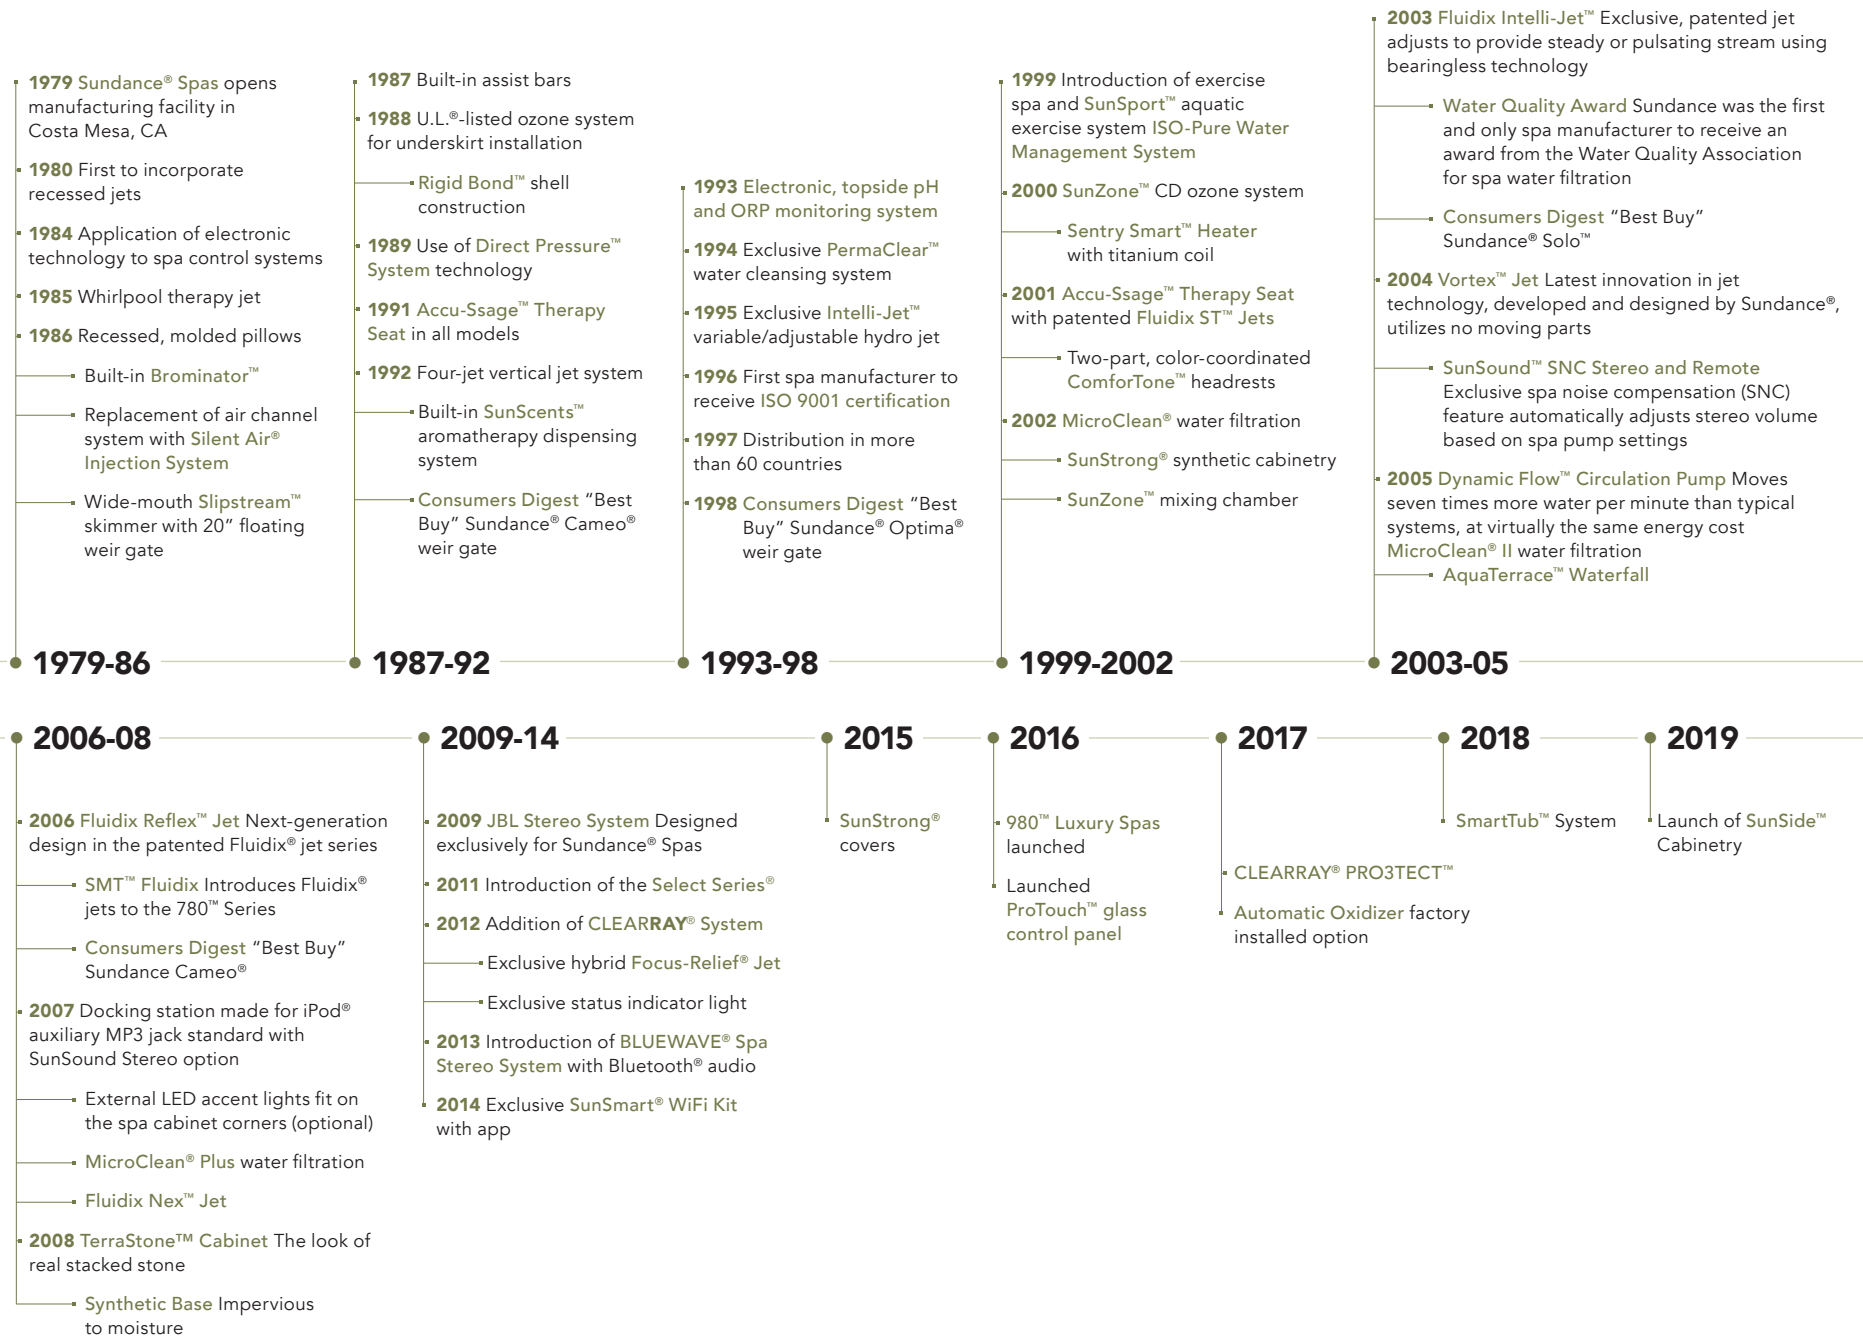 1979 Sundance® Spas opens
manufacturing facility in
Costa Mesa, CA
1980 First to incorporate
recessed jets
1984 Application of electronic
technology to spa control systems
1985 Whirlpool therapy jet
1986 Recessed, molded pillows
Built-in Brominator™
Replacement of air channel
system with Silent Air®
Injection System
Wide-mouth Slipstream™
skimmer with 20” floating
weir gate
1979-86
1987 Built-in assist bars
1988 U.L.®-listed ozone system
for underskirt installation
Rigid Bond™ shell
construction
1989 Use of Direct Pressure™
System technology
1991 Accu-Ssage™ Therapy
Seat in all models
1992 Four-jet vertical jet system
Built-in SunScents™
aromatherapy dispensing
system
Consumers Digest “Best
Buy” Sundance® Cameo®
weir gate
1987-92
1993 Electronic, topside pH
and ORP monitoring system
1994 Exclusive PermaClear™
water cleansing system
1995 Exclusive Intelli-Jet™
variable/adjustable hydro jet
1996 First spa manufacturer to
receive ISO 9001 certification
1997 Distribution in more
than 60 countries
1998 Consumers Digest “Best
Buy” Sundance® Optima®
weir gate
1993-98
1999 Introduction of exercise
spa and SunSport™ aquatic
exercise system ISO-Pure Water
Management System
2000 SunZone™ CD ozone system
Sentry Smart™ Heater
with titanium coil
2001 Accu-Ssage™ Therapy Seat
with patented Fluidix ST™ Jets
Two-part, color-coordinated
ComforTone™ headrests
2002 MicroClean® water filtration
SunStrong® synthetic cabinetry
SunZone™ mixing chamber
1999-2002
2003 Fluidix Intelli-Jet™ Exclusive, patented jet
adjusts to provide steady or pulsating stream using
bearingless technology
Water Quality Award Sundance was the first
and only spa manufacturer to receive an
award from the Water Quality Association
for spa water filtration
Consumers Digest “Best Buy”
Sundance® Solo™
2004 Vortex™ Jet Latest innovation in jet
technology, developed and designed by Sundance®,
utilizes no moving parts
SunSound™ SNC Stereo and Remote
Exclusive spa noise compensation (SNC)
feature automatically adjusts stereo volume
based on spa pump settings
2005 Dynamic Flow™ Circulation Pump Moves
seven times more water per minute than typical
systems, at virtually the same energy cost
MicroClean® II water filtration
AquaTerrace™ Waterfall
2003-05
2006-08
2006 Fluidix Reflex™ Jet Next-generation
design in the patented Fluidix® jet series
SMT™ Fluidix Introduces Fluidix®
jets to the 780™ Series
Consumers Digest “Best Buy”
Sundance Cameo®
2007 Docking station made for iPod®
auxiliary MP3 jack standard with
SunSound Stereo option
External LED accent lights fit on
the spa cabinet corners (optional)
MicroClean® Plus water filtration
Fluidix Nex™ Jet
2008 TerraStone™ Cabinet The look of
real stacked stone
Synthetic Base Impervious
to moisture
2009-14
2009 JBL Stereo System Designed
exclusively for Sundance® Spas
2011 Introduction of the Select Series®
2012 Addition of CLEARRAY® System
Exclusive hybrid Focus-Relief® Jet
Exclusive status indicator light
2013 Introduction of BLUEWAVE® Spa
Stereo System with Bluetooth® audio
2014 Exclusive SunSmart® WiFi Kit
with app
2015
SunStrong®
covers
2016
980™ Luxury Spas
launched
Launched
ProTouch™ glass
control panel
2017
CLEARRAY® PRO3TECT™
Automatic Oxidizer factory
installed option
2018
SmartTub™ System
2019
Launch of SunSide™
Cabinetry